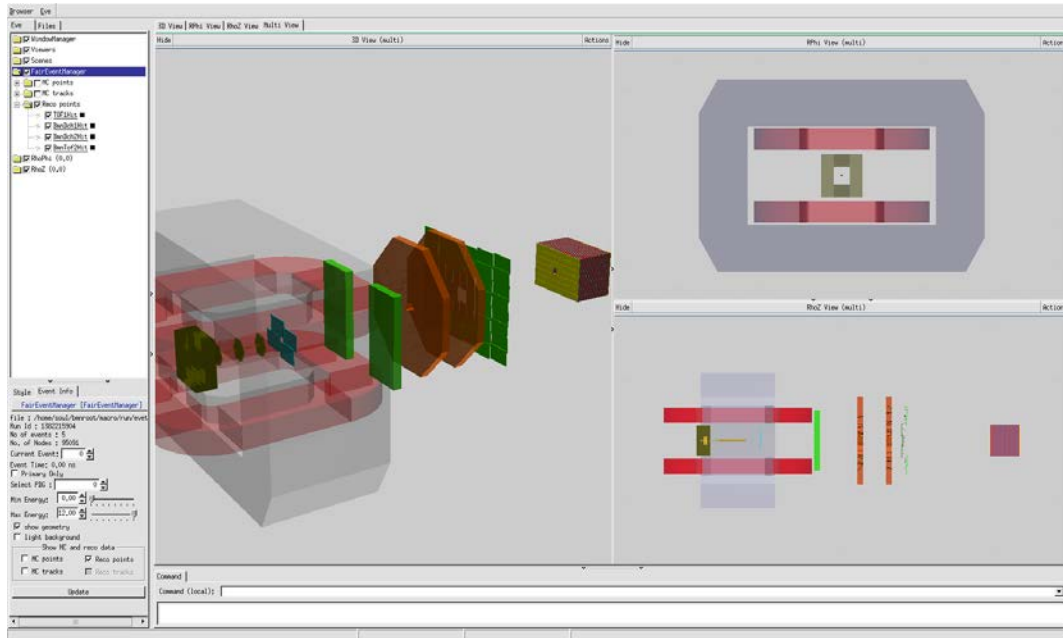 Browser Eve
Eve Files
WindowManager
Viewers
Scenes
FairEventManager
MC points
MC tracks
Reco points
TOF1Hit
BmnDch1Hit
BmnDch2Hit
BmnTof2Hit
RhoPhi (0,0)
RhoZ (0,0)
Style Event Info
FairEventManager [FairEventManager]
file : /home/soul/bmnroot/macro/run/evet
Run Id : 1382215904
No of events : 5
No. of Nodes :
Current Event: 0
Event Time: 0,00 ns
Primary Only
Select PDG : 0
Min Energy: 0,00
Max Energy: 12,00
show geometry
light background
Show MC and reco data
MC points Reco points
MC tracks Reco tracks
Update
3D View RPhi View RhoZ View Multi View
Hide 3D View (multi) Actions
Hide RPhi View (multi) Action
Hide RhoZ View (multi) Action
Command
Command (local):